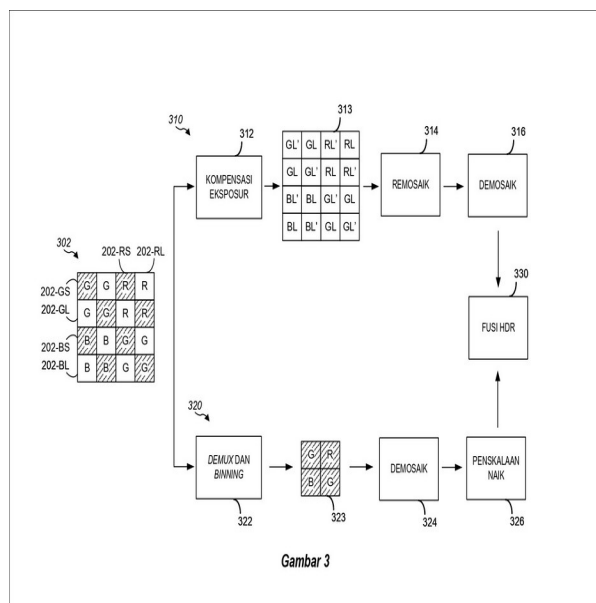 310
312
313
314
316
KOMPENSASI
EKSPOSUR
GL' GL RL' RL
GL GL' RL RL'
BL' BL GL' GL
BL BL' GL GL'
REMOSAIK
DEMOSAIK
302
202-RS 202-RL
202-GS
202-GL
202-BS
202-BL
G G R R
G G R R
B B G G
B B G G
330
FUSI HDR
320
DEMUX DAN
BINNING
322
G R
B G
323
DEMOSAIK
324
PENSKALAAN
NAIK
326
Gambar 3